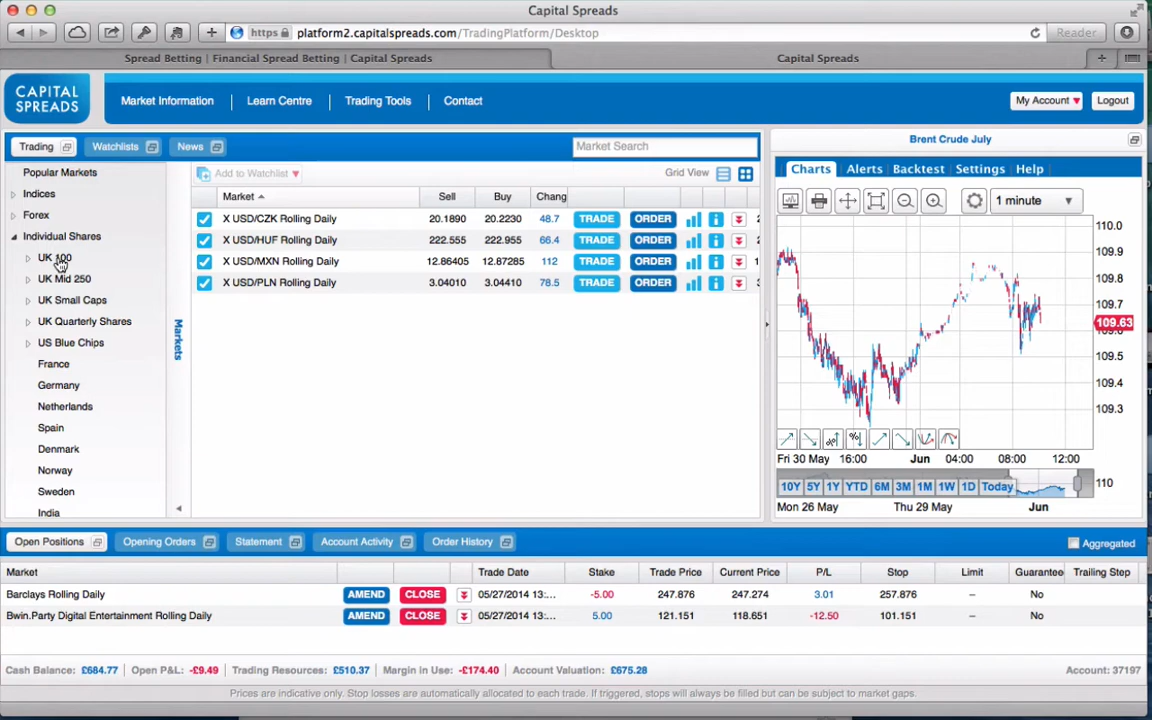 Capital Spreads
https platform2.capitalspreads.com/TradingPlatform/Desktop Reader
Spread Betting | Financial Spread Betting | Capital Spreads Capital Spreads
CAPITAL SPREADS
Market Information Learn Centre Trading Tools Contact My Account Logout
Trading Watchlists News Market Search Brent Crude July
Popular Markets
Indices
Forex
Individual Shares
UK 100
UK Mid 250
UK Small Caps
UK Quarterly Shares
US Blue Chips
France
Germany
Netherlands
Spain
Denmark
Norway
Sweden
India
Markets
Add to Watchlist Grid View
Market Sell Buy Chang
X USD/CZK Rolling Daily 20.1890 20.2230 48.7 TRADE ORDER
X USD/HUF Rolling Daily 222.555 222.955 66.4 TRADE ORDER
X USD/MXN Rolling Daily 12.86405 12.87285 112 TRADE ORDER
X USD/PLN Rolling Daily 3.04010 3.04410 78.5 TRADE ORDER
Charts Alerts Backtest Settings Help
1 minute
110.0
109.9
109.8
109.7
109.63
109.5
109.4
109.3
Fri 30 May 16:00 Jun 04:00 08:00 12:00
10Y 5Y 1Y YTD 6M 3M 1M 1W 1D Today 110
Mon 26 May Thu 29 May Jun
Open Positions Opening Orders Statement Account Activity Order History Aggregated
Market Trade Date Stake Trade Price Current Price P/L Stop Limit Guarantee Trailing Step
Barclays Rolling Daily AMEND CLOSE 05/27/2014 13:... -5.00 247.876 247.274 3.01 257.876 – No
Bwin.Party Digital Entertainment Rolling Daily AMEND CLOSE 05/27/2014 13:... 5.00 121.151 118.651 -12.50 101.151 – No
Cash Balance: £684.77 Open P&L: -£9.49 Trading Resources: £510.37 Margin in Use: -£174.40 Account Valuation: £675.28 Account: 37197
Prices are indicative only. Stop losses are automatically allocated to each trade. If triggered, stops will always be filled but can be subject to market gaps.